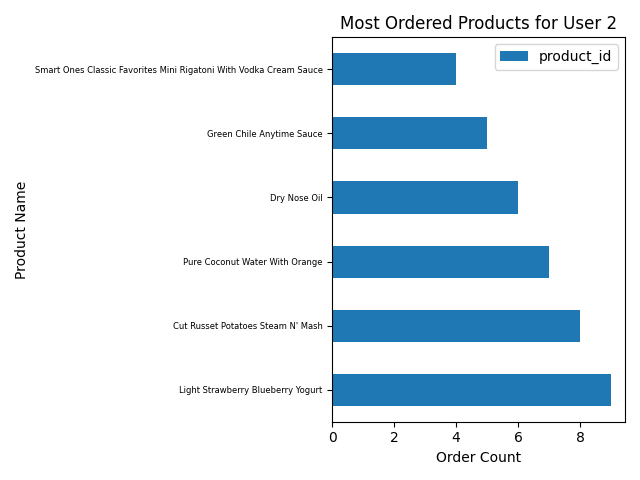 Most Ordered Products for User 2
product_id
Smart Ones Classic Favorites Mini Rigatoni With Vodka Cream Sauce
Green Chile Anytime Sauce
Dry Nose Oil
Pure Coconut Water With Orange
Cut Russet Potatoes Steam N' Mash
Light Strawberry Blueberry Yogurt
Product Name
0 2 4 6 8
Order Count